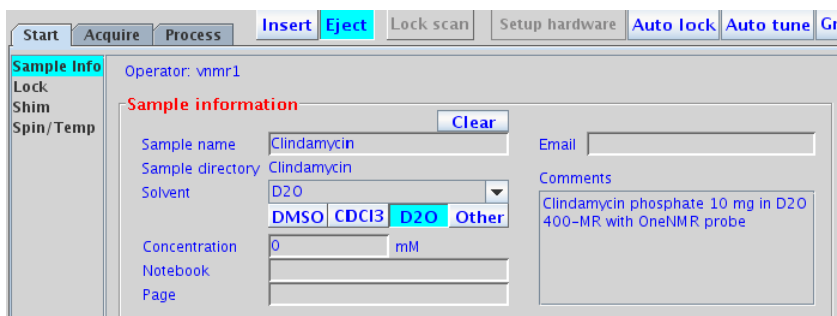 Start Acquire Process Insert Eject Lock scan Setup hardware Auto lock Auto tune
Sample Info
Lock
Shim
Spin/Temp
Operator: vnmr1
Sample information
Clear
Sample name Clindamycin
Email
Sample directory Clindamycin
Comments
Solvent D2O
Clindamycin phosphate 10 mg in D2O
400-MR with OneNMR probe
DMSO CDCl3 D2O Other
Concentration 0 mM
Notebook
Page